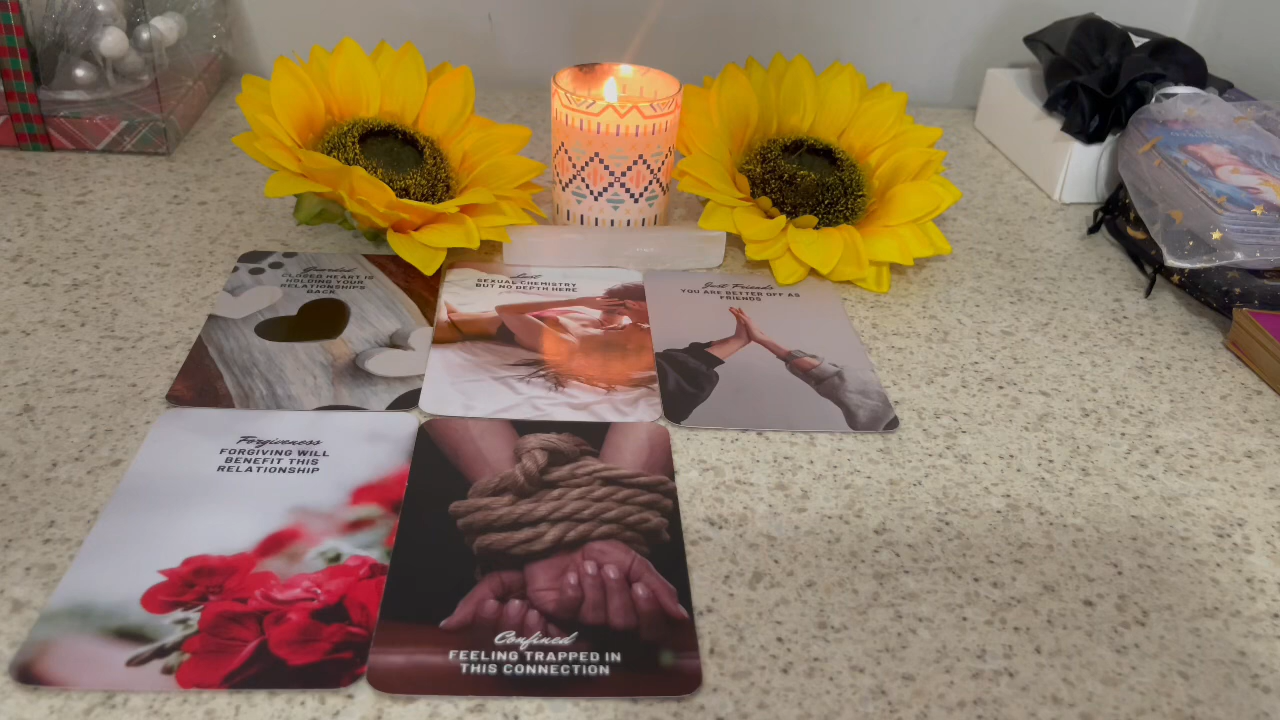 Guarded
CLOSED HEART IS
HOLDING YOUR
RELATIONSHIPS
BACK
Lust
SEXUAL CHEMISTRY
BUT NO DEPTH HERE
Just Friends
YOU ARE BETTER OFF AS
FRIENDS
Forgiveness
FORGIVING WILL
BENEFIT THIS
RELATIONSHIP
Confined
FEELING TRAPPED IN
THIS CONNECTION